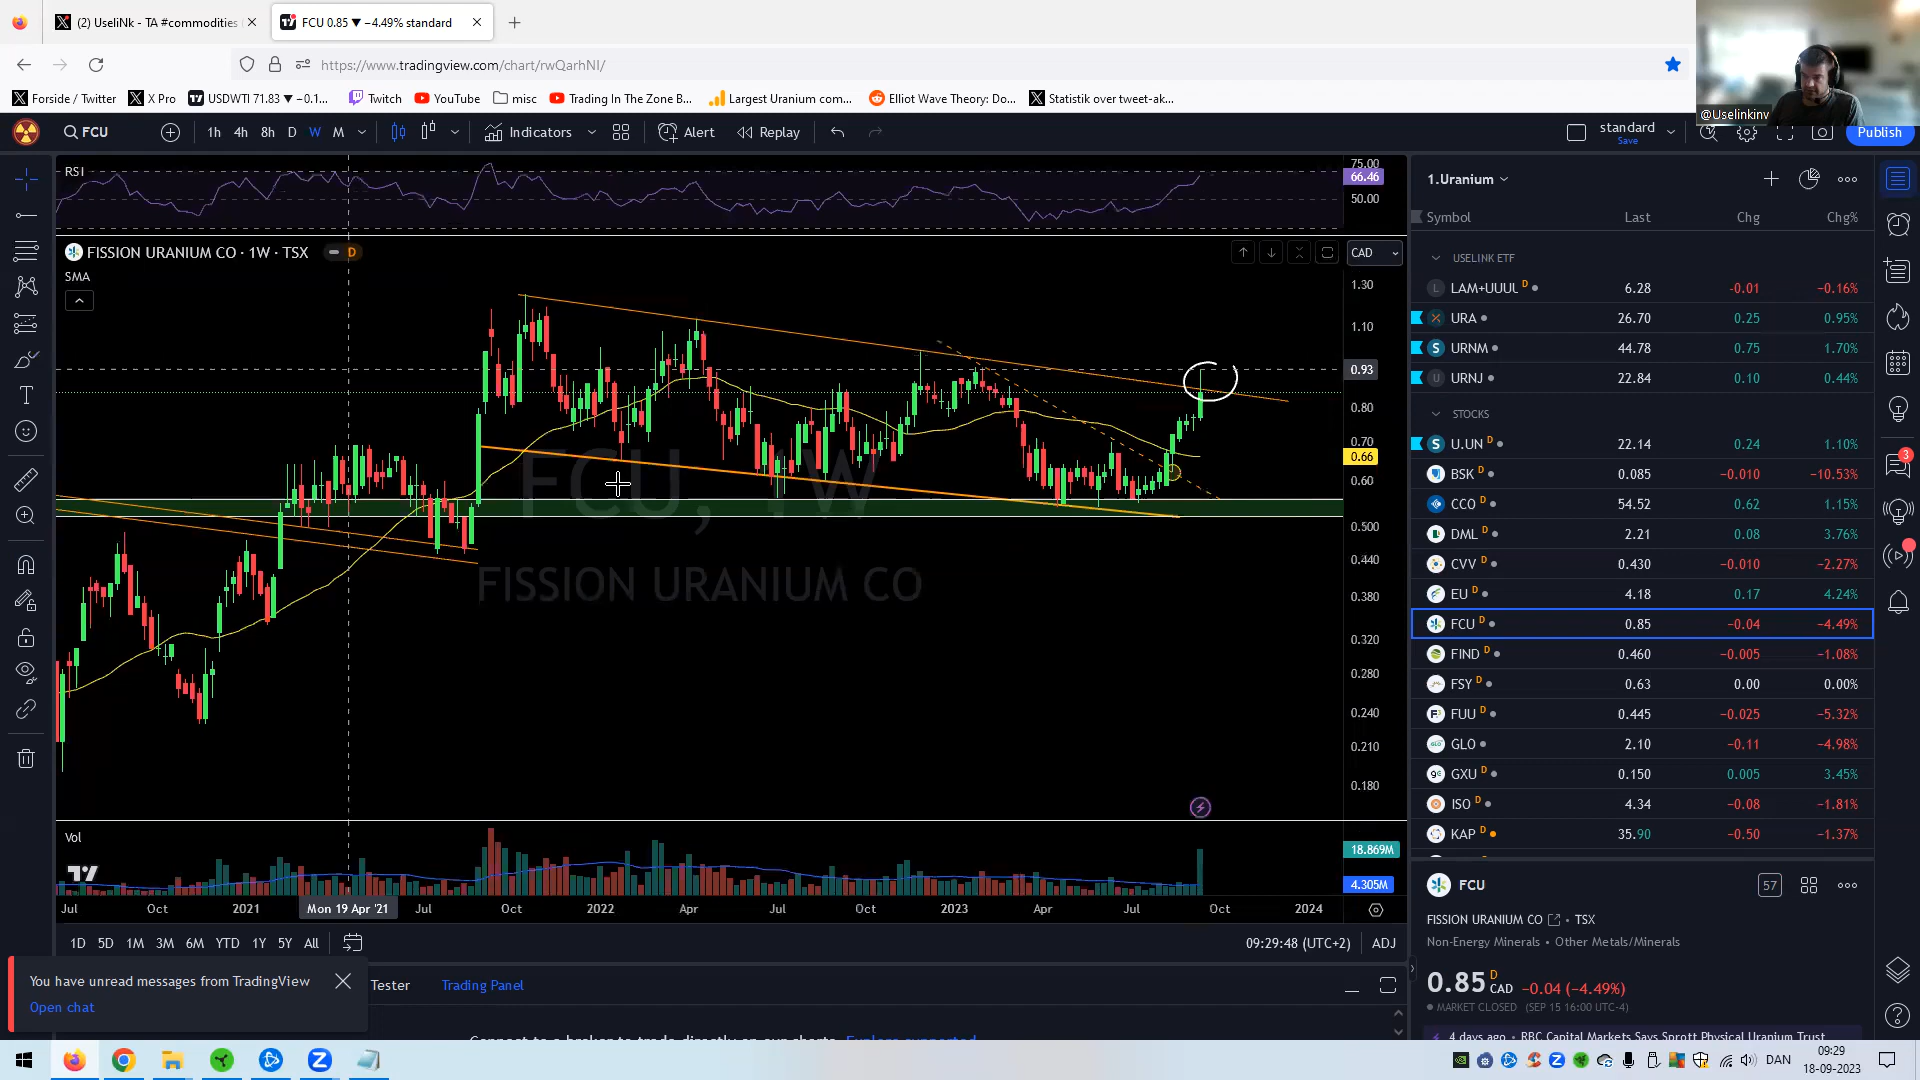 (2) UseliNk - TA #commodities
FCU 0.85 ▼ −4.49% standard
https://www.tradingview.com/chart/rwQarhNI/
Forside / Twitter
X Pro
USDWTI 71.83 ▼ −0.1...
Twitch
YouTube
misc
Trading In The Zone B...
Largest Uranium com...
Elliot Wave Theory: Do...
Statistik over tweet-ak...
@Uselinkinv
FCU
1h 4h 8h D W M
Indicators
Alert
Replay
standard
Save
Publish
RSI
75.00
66.46
50.00
FISSION URANIUM CO · 1W · TSX
D
CAD
SMA
1.30
1.10
0.93
0.80
0.70
0.66
0.60
0.500
0.440
0.380
0.320
0.280
0.240
0.210
0.180
FCU, 1W
FISSION URANIUM CO
Vol
18.869M
4.305M
Jul Oct 2021 Mon 19 Apr '21 Jul Oct 2022 Apr Jul Oct 2023 Apr Jul Oct 2024
1D 5D 1M 3M 6M YTD 1Y 5Y All
09:29:48 (UTC+2) ADJ
You have unread messages from TradingView
Open chat
Tester
Trading Panel
1.Uranium
Symbol Last Chg Chg%
USELINK ETF
LAM+UUUU D 6.28 −0.01 −0.16%
URA 26.70 0.25 0.95%
URNM 44.78 0.75 1.70%
URNJ 22.84 0.10 0.44%
STOCKS
U.UN D 22.14 0.24 1.10%
BSK D 0.085 −0.010 −10.53%
CCO D 54.52 0.62 1.15%
DML D 2.21 0.08 3.76%
CVV D 0.430 −0.010 −2.27%
EU D 4.18 0.17 4.24%
FCU D 0.85 −0.04 −4.49%
FIND D 0.460 −0.005 −1.08%
FSY D 0.63 0.00 0.00%
FUU D 0.445 −0.025 −5.32%
GLO 2.10 −0.11 −4.98%
GXU D 0.150 0.005 3.45%
ISO D 4.34 −0.08 −1.81%
KAP D 35.90 −0.50 −1.37%
3
FCU
57
FISSION URANIUM CO • TSX
Non-Energy Minerals • Other Metals/Minerals
0.85 D CAD −0.04 (−4.49%)
MARKET CLOSED (SEP 15 16:00 UTC-4)
4 days ago • RBC Capital Markets Says Sprott Physical Uranium Trust
DAN
09:29
18-09-2023